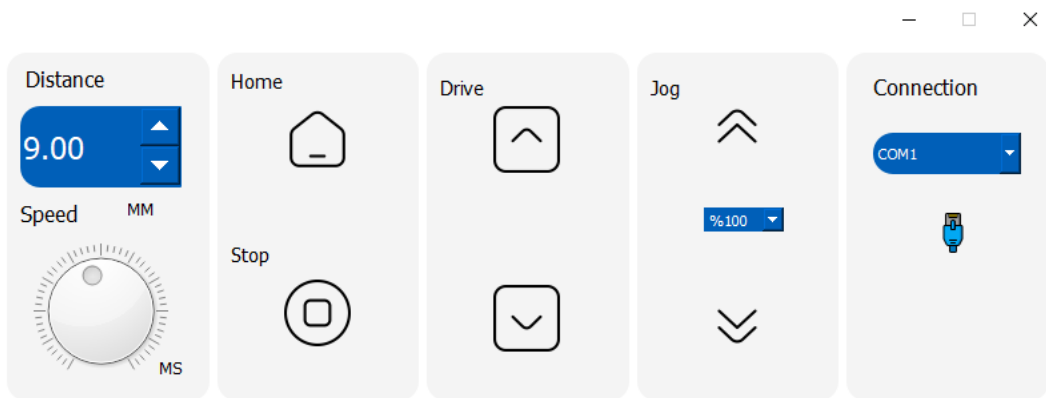 Distance
9.00
Speed
MM
MS
Home
Stop
Drive
Jog
%100
Connection
COM1